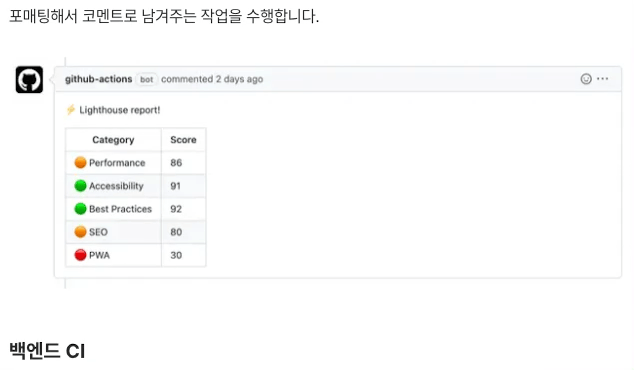 포매팅해서 코멘트로 남겨주는 작업을 수행합니다.
github-actions bot commented 2 days ago
⚡ Lighthouse report!
Category Score
🟠 Performance 86
🟢 Accessibility 91
🟢 Best Practices 92
🟠 SEO 80
🔴 PWA 30
백엔드 CI